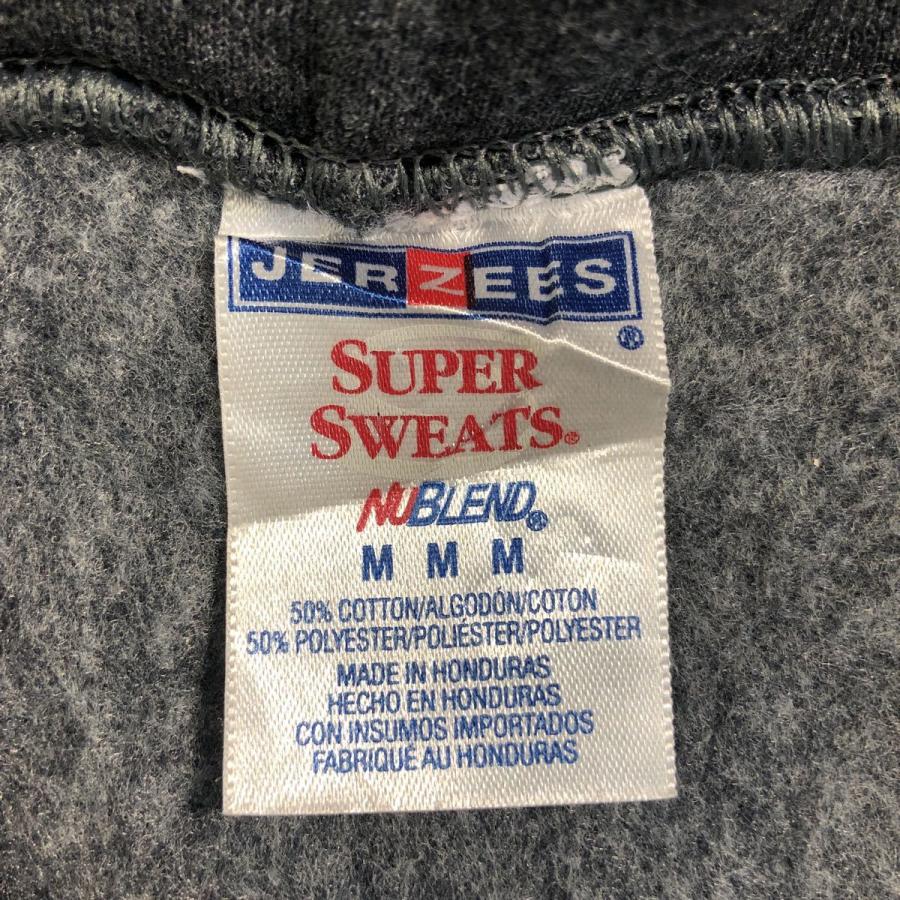 JERZEES
®
SUPER
SWEATS®
NUBLEND®
M M M
50% COTTON/ALGODÓN/COTON
50% POLYESTER/POLIÉSTER/POLYESTER
MADE IN HONDURAS
HECHO EN HONDURAS
CON INSUMOS IMPORTADOS
FABRIQUÉ AU HONDURAS